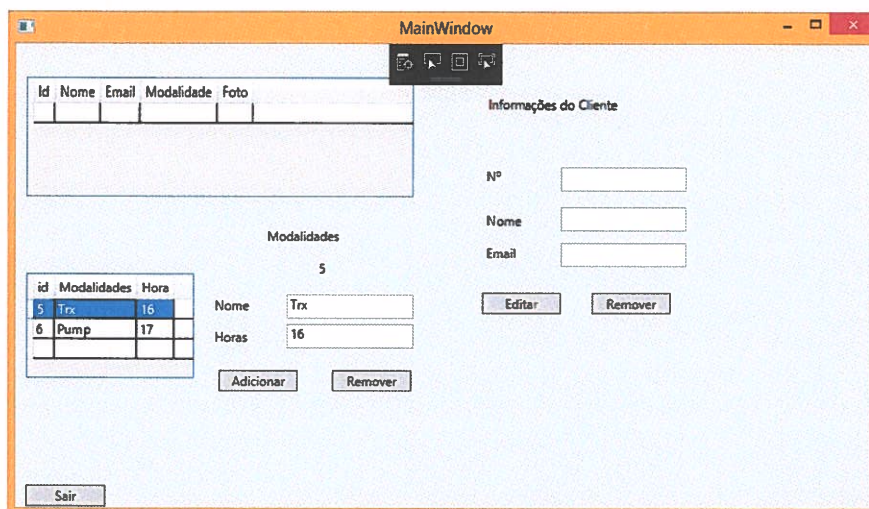 MainWindow
Id Nome Email Modalidade Foto
Informações do Cliente
Nº
Nome
Email
Editar Remover
Modalidades
5
id Modalidades Hora
5 Trx 16
6 Pump 17
Nome Trx
Horas 16
Adicionar Remover
Sair